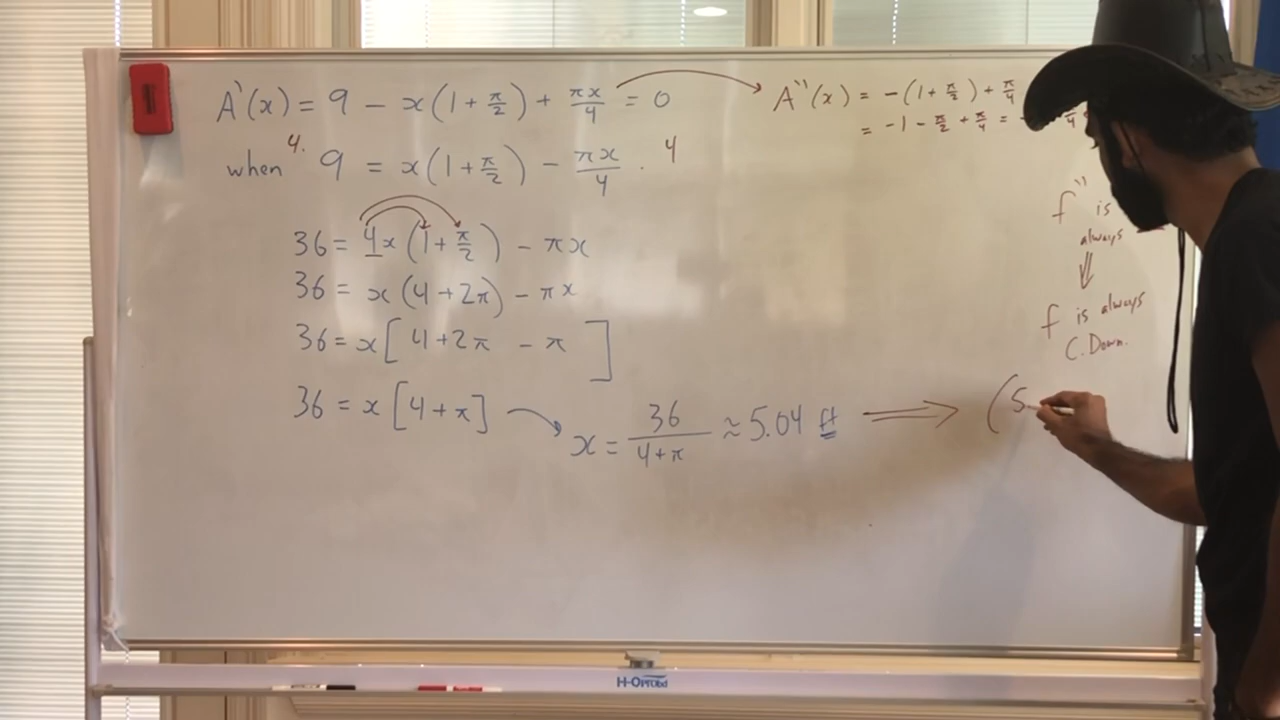 A'(x) = 9 - x(1 + π/2) + πx/4 = 0
when 4. 9 = x(1 + π/2) - πx/4 . 4
36 = 4x(1 + π/2) - πx
36 = x(4 + 2π) - πx
36 = x[4 + 2π - π]
36 = x[4 + π]
x = 36/(4+π) ≈ 5.04 ft ⟹ (5
A''(x) = -(1 + π/2) + π/4
= -1 - π/2 + π/4 = -
f'' is
always
⇓
f is always
C. Down.